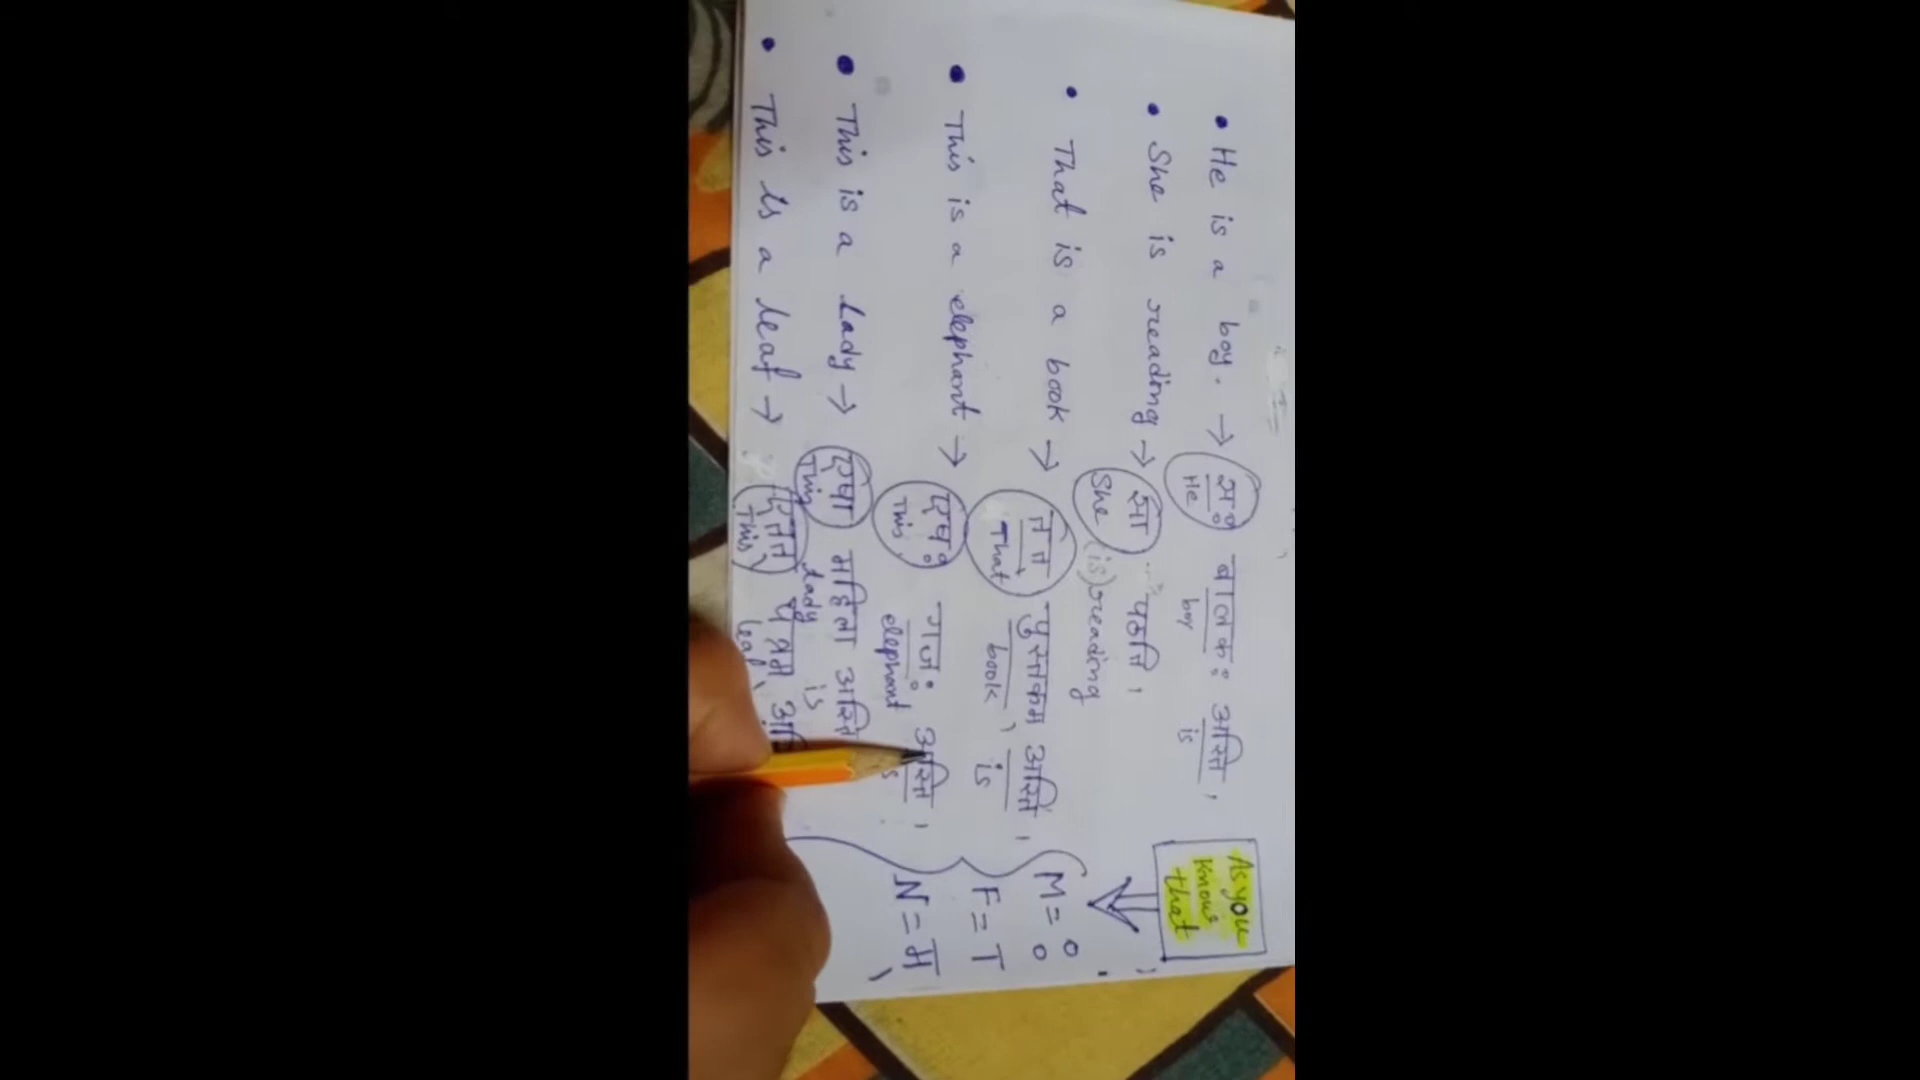 • He is a boy. → सः बालकः अस्ति ,
He boy is
• She is reading → सा पठति ,
She (is) reading
• That is a book → तत् पुस्तकम् अस्ति ,
That book is
• This is a elephant → एषः गजः अस्ति ,
This elephant
• This is a Lady → एषा महिला अस्ति
This lady is
• This is a leaf → एतत पत्रम
This leaf
As you
know
that
M = ः
F = ा
N = म्